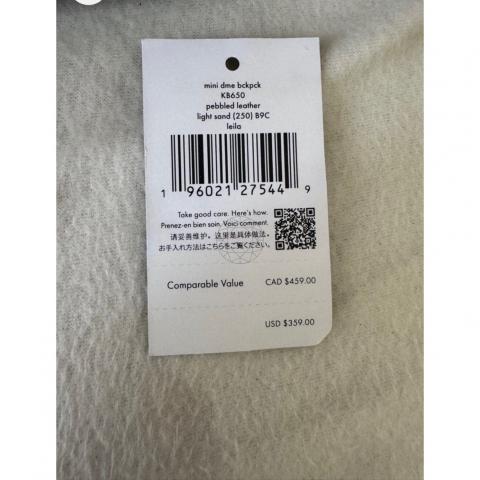 mini dme bckpck
KB650
pebbled leather
light sand (250) B9C
leila
1 96021 27544 9
Take good care. Here's how.
Prenez-en bien soin. Voici comment.
请妥善维护。这里是具体做法。
お手入れ方法はこちらをご覧ください
Comparable Value CAD $459.00
USD $359.00